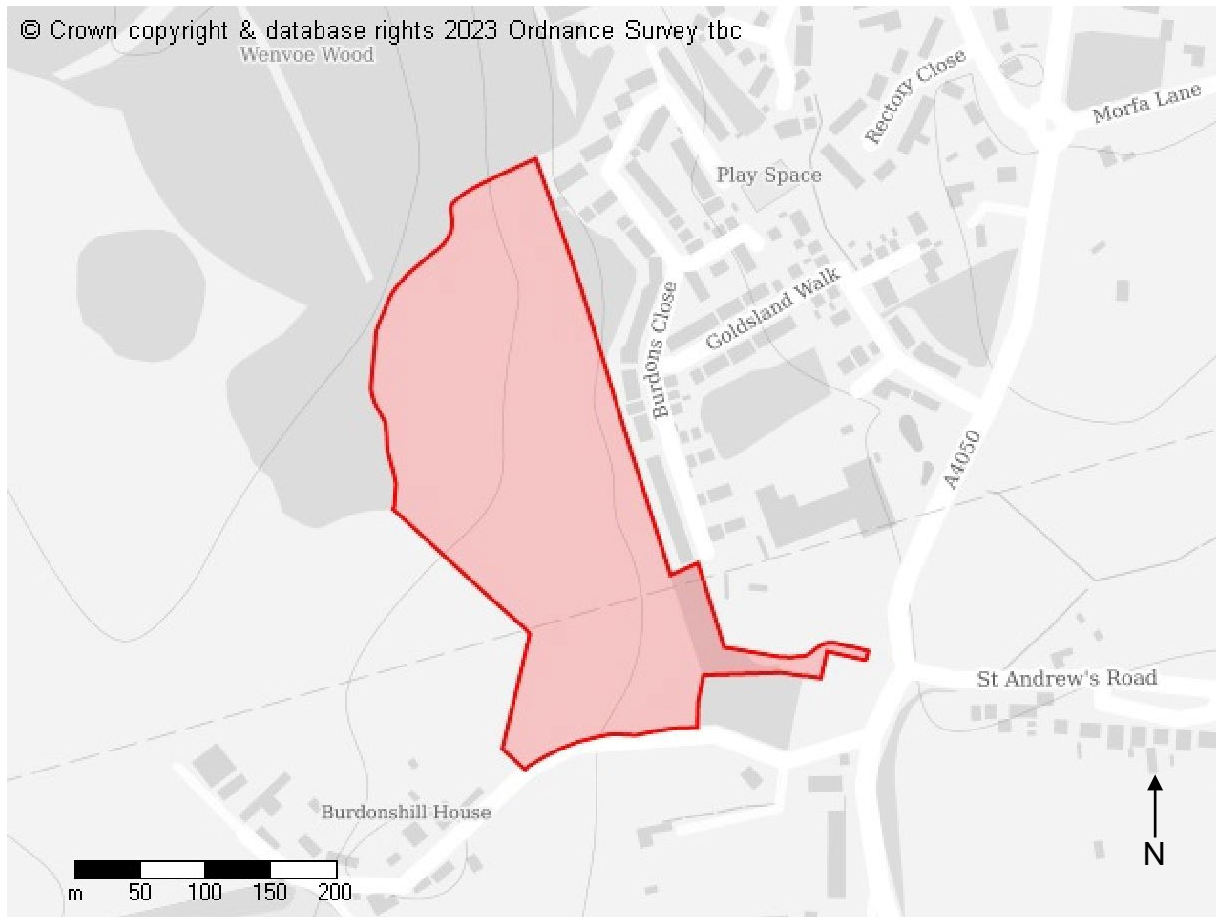 © Crown copyright & database rights 2023 Ordnance Survey tbc
Wenvoe Wood
Rectory Close
Morfa Lane
Play Space
Goldsland Walk
Burdons Close
A4050
St Andrew's Road
Burdonshill House
N
m 50 100 150 200